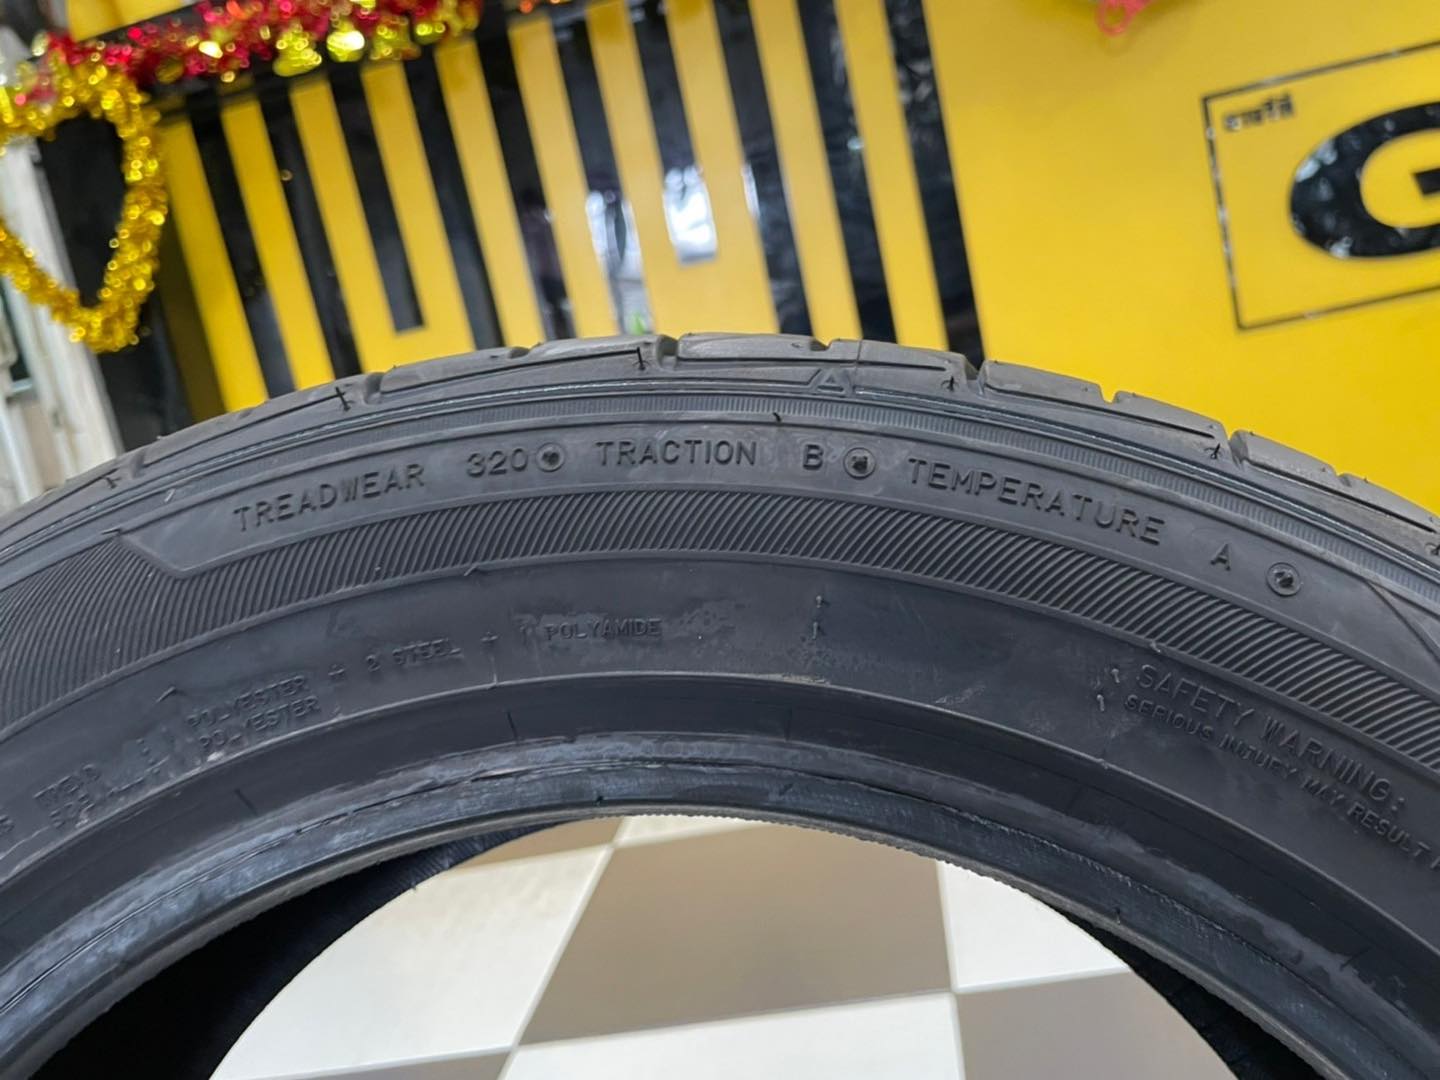 G
TREADWEAR 320 TRACTION B TEMPERATURE A
POLYESTER + 2 STEEL + 1 POLYAMIDE
POLYESTER
SAFETY WARNING:
SERIOUS INJURY MAY RESULT